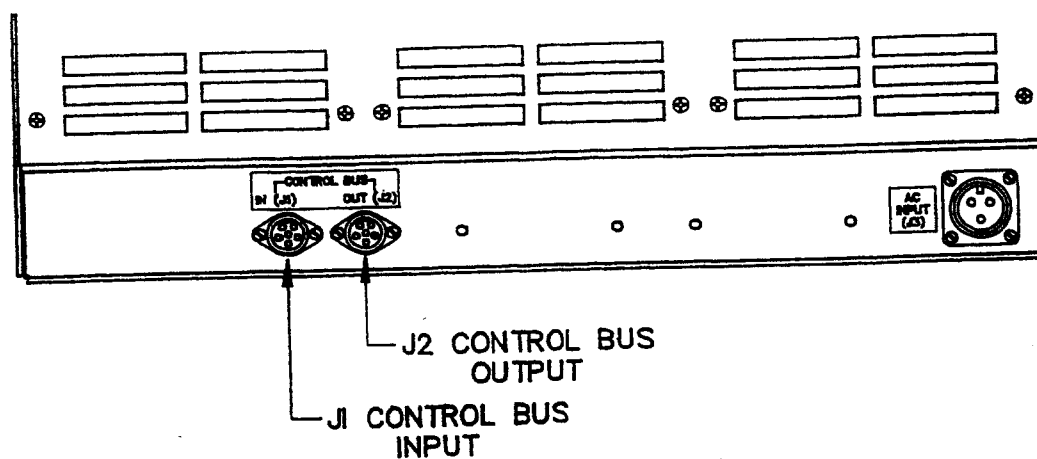 CONTROL BUS
IN (J1) OUT (J2)
AC
INPUT
(J3)
J2 CONTROL BUS
OUTPUT
J1 CONTROL BUS
INPUT